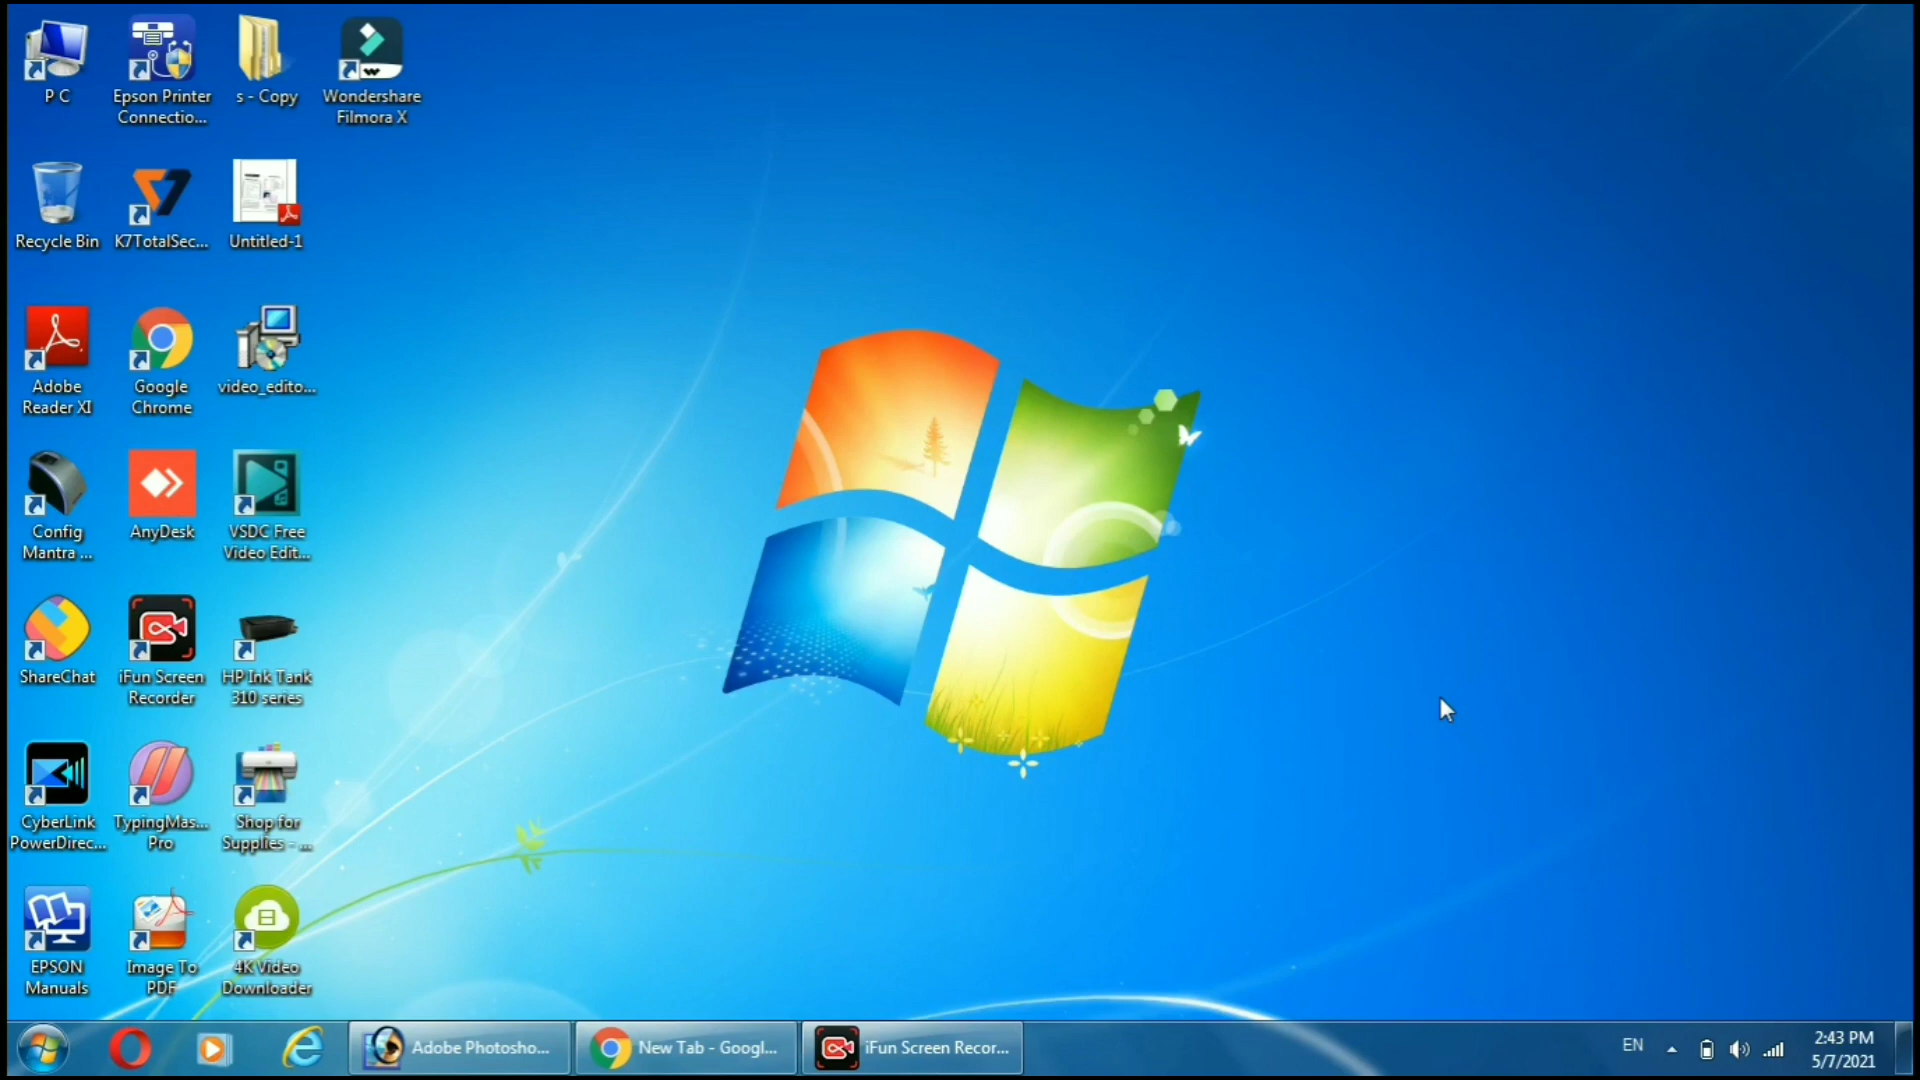 P C
Epson Printer
Connectio...
s - Copy
Wondershare
Filmora X
Recycle Bin
K7TotalSec...
Untitled-1
Adobe
Reader XI
Google
Chrome
video_edito...
Config
Mantra ...
AnyDesk
VSDC Free
Video Edit...
ShareChat
iFun Screen
Recorder
HP Ink Tank
310 series
CyberLink
PowerDirec...
TypingMas...
Pro
Shop for
Supplies - ...
EPSON
Manuals
Image To
PDF
4K Video
Downloader
Adobe Photosho...
New Tab - Googl...
iFun Screen Recor...
EN
2:43 PM
5/7/2021